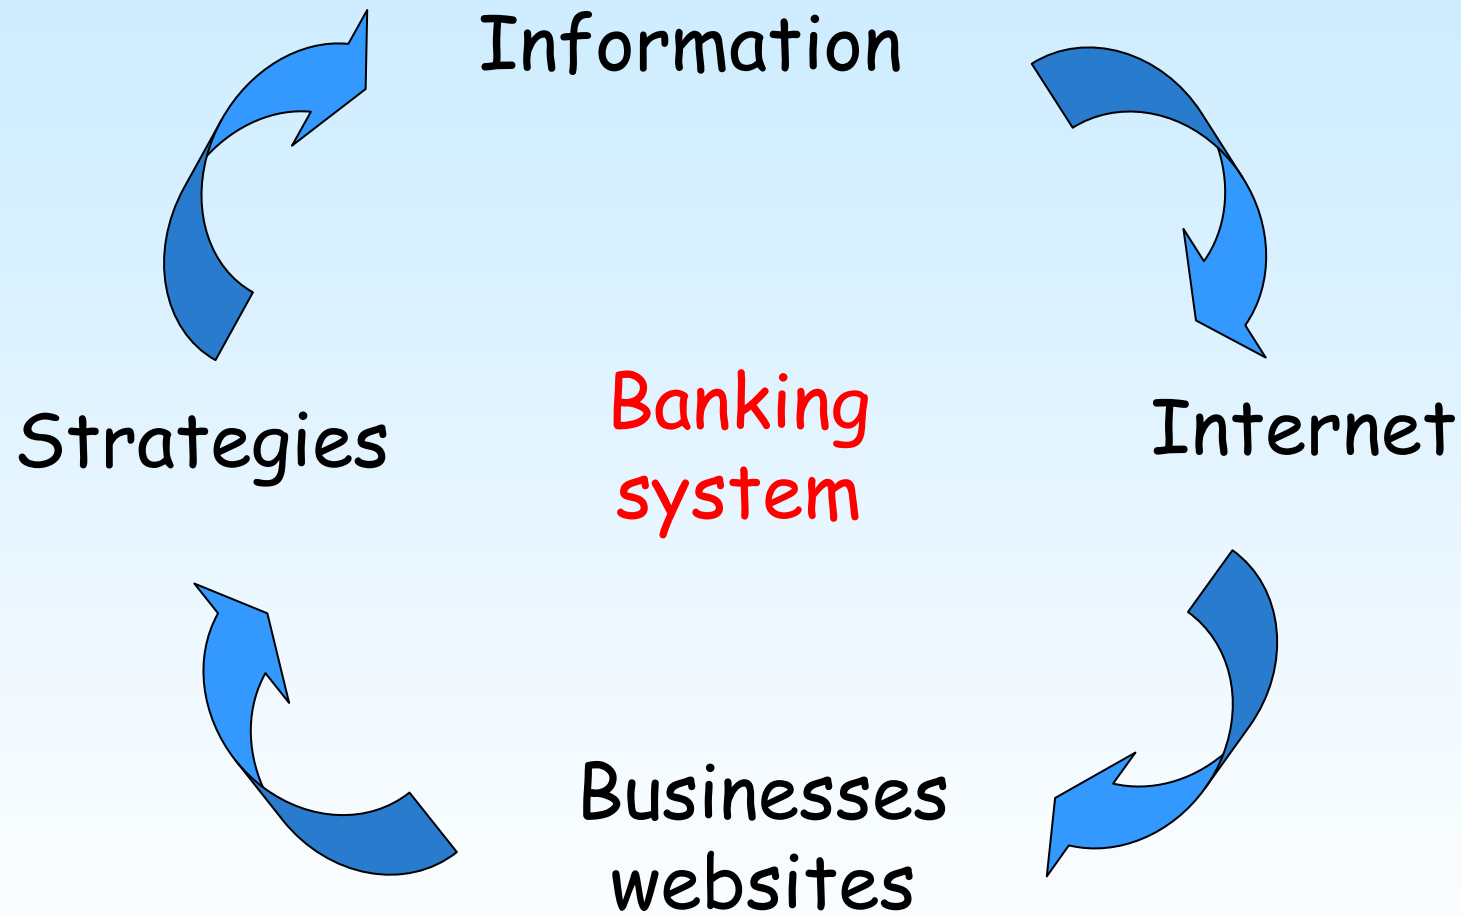 Information
Strategies
Banking
system
Internet
Businesses
websites